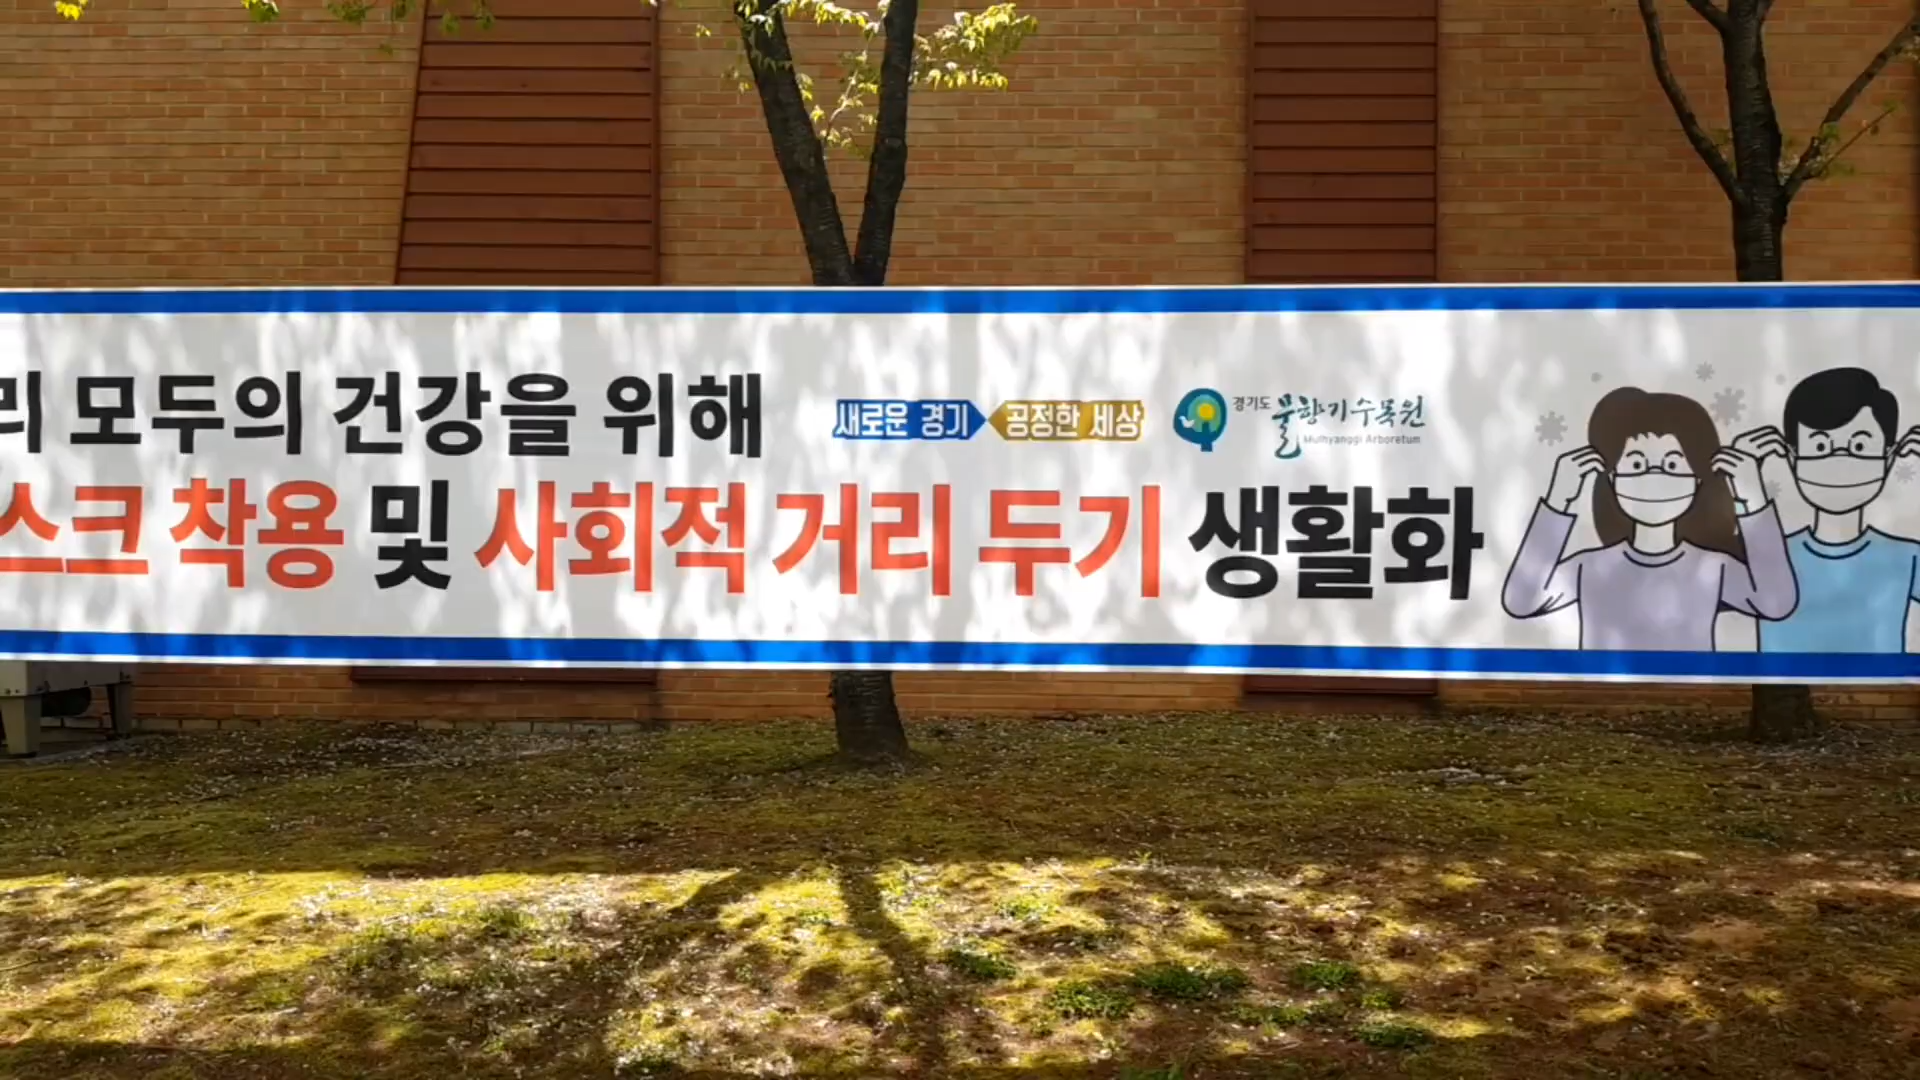 리 모두의 건강을 위해
새로운 경기 공정한 세상
경기도 물향기수목원
Mulhyanggi Arboretum
스크 착용 및 사회적 거리 두기 생활화